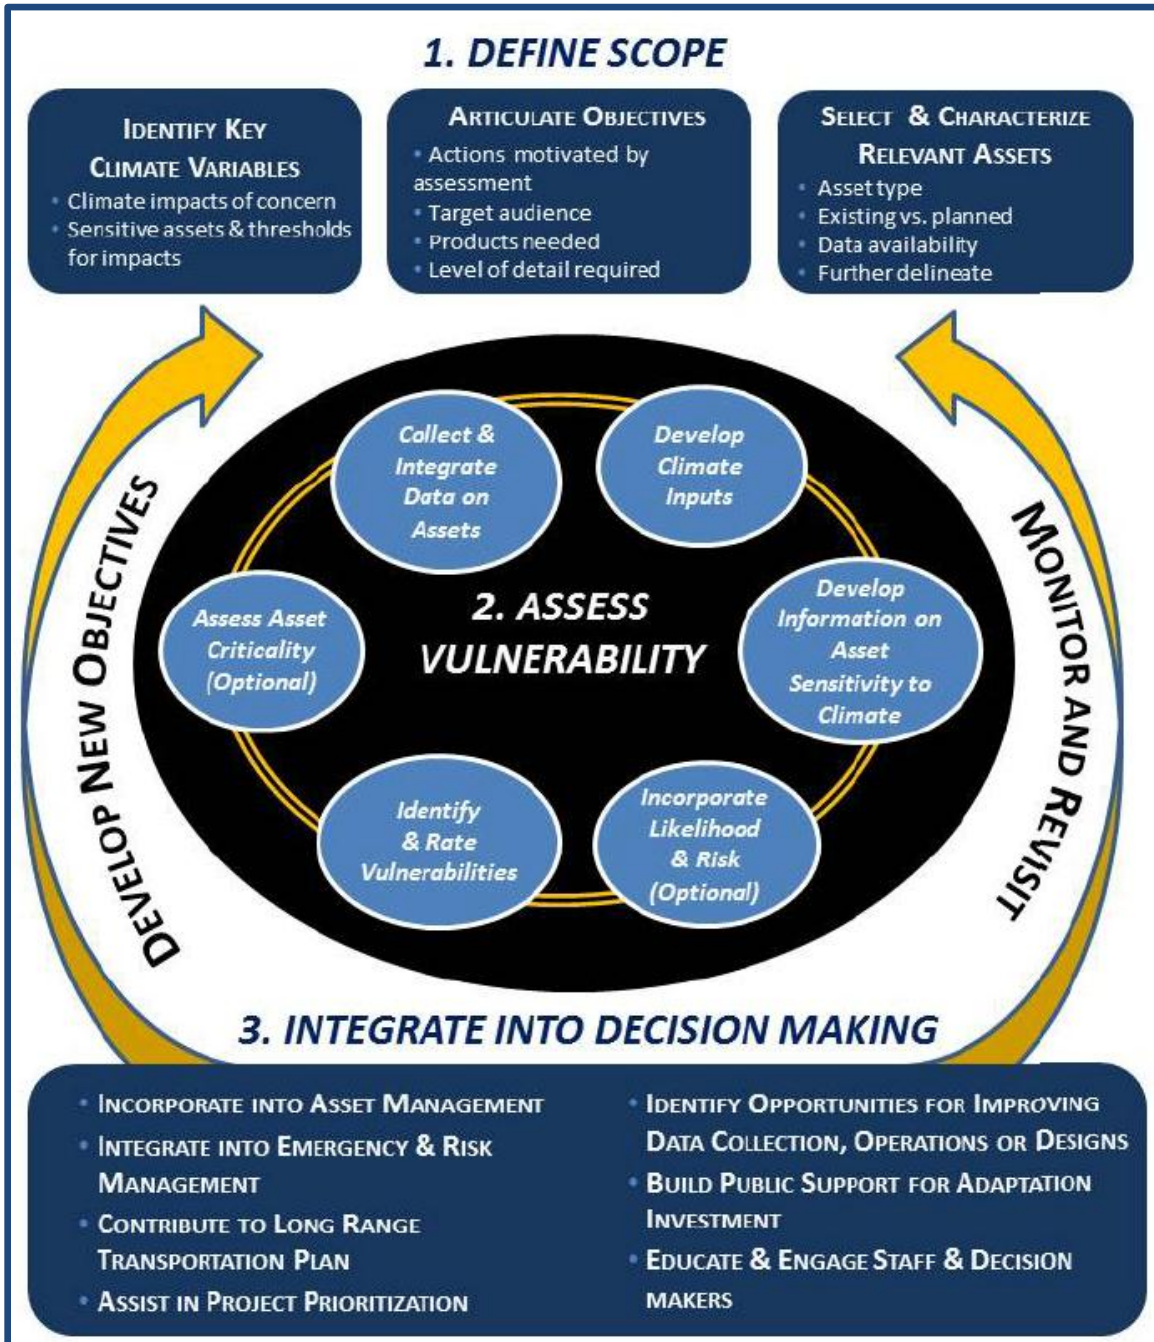 1. DEFINE SCOPE
IDENTIFY KEY
CLIMATE VARIABLES
• Climate impacts of concern
• Sensitive assets & thresholds
for impacts
ARTICULATE OBJECTIVES
• Actions motivated by
assessment
• Target audience
• Products needed
• Level of detail required
SELECT & CHARACTERIZE
RELEVANT ASSETS
• Asset type
• Existing vs. planned
• Data availability
• Further delineate
DEVELOP NEW OBJECTIVES
MONITOR AND REVISIT
2. ASSESS
VULNERABILITY
Collect &
Integrate
Data on
Assets
Develop
Climate
Inputs
Develop
Information on
Asset
Sensitivity to
Climate
Incorporate
Likelihood
& Risk
(Optional)
Identify
& Rate
Vulnerabilities
Assess Asset
Criticality
(Optional)
3. INTEGRATE INTO DECISION MAKING
• INCORPORATE INTO ASSET MANAGEMENT
• INTEGRATE INTO EMERGENCY & RISK
MANAGEMENT
• CONTRIBUTE TO LONG RANGE
TRANSPORTATION PLAN
• ASSIST IN PROJECT PRIORITIZATION
• IDENTIFY OPPORTUNITIES FOR IMPROVING
DATA COLLECTION, OPERATIONS OR DESIGNS
• BUILD PUBLIC SUPPORT FOR ADAPTATION
INVESTMENT
• EDUCATE & ENGAGE STAFF & DECISION
MAKERS